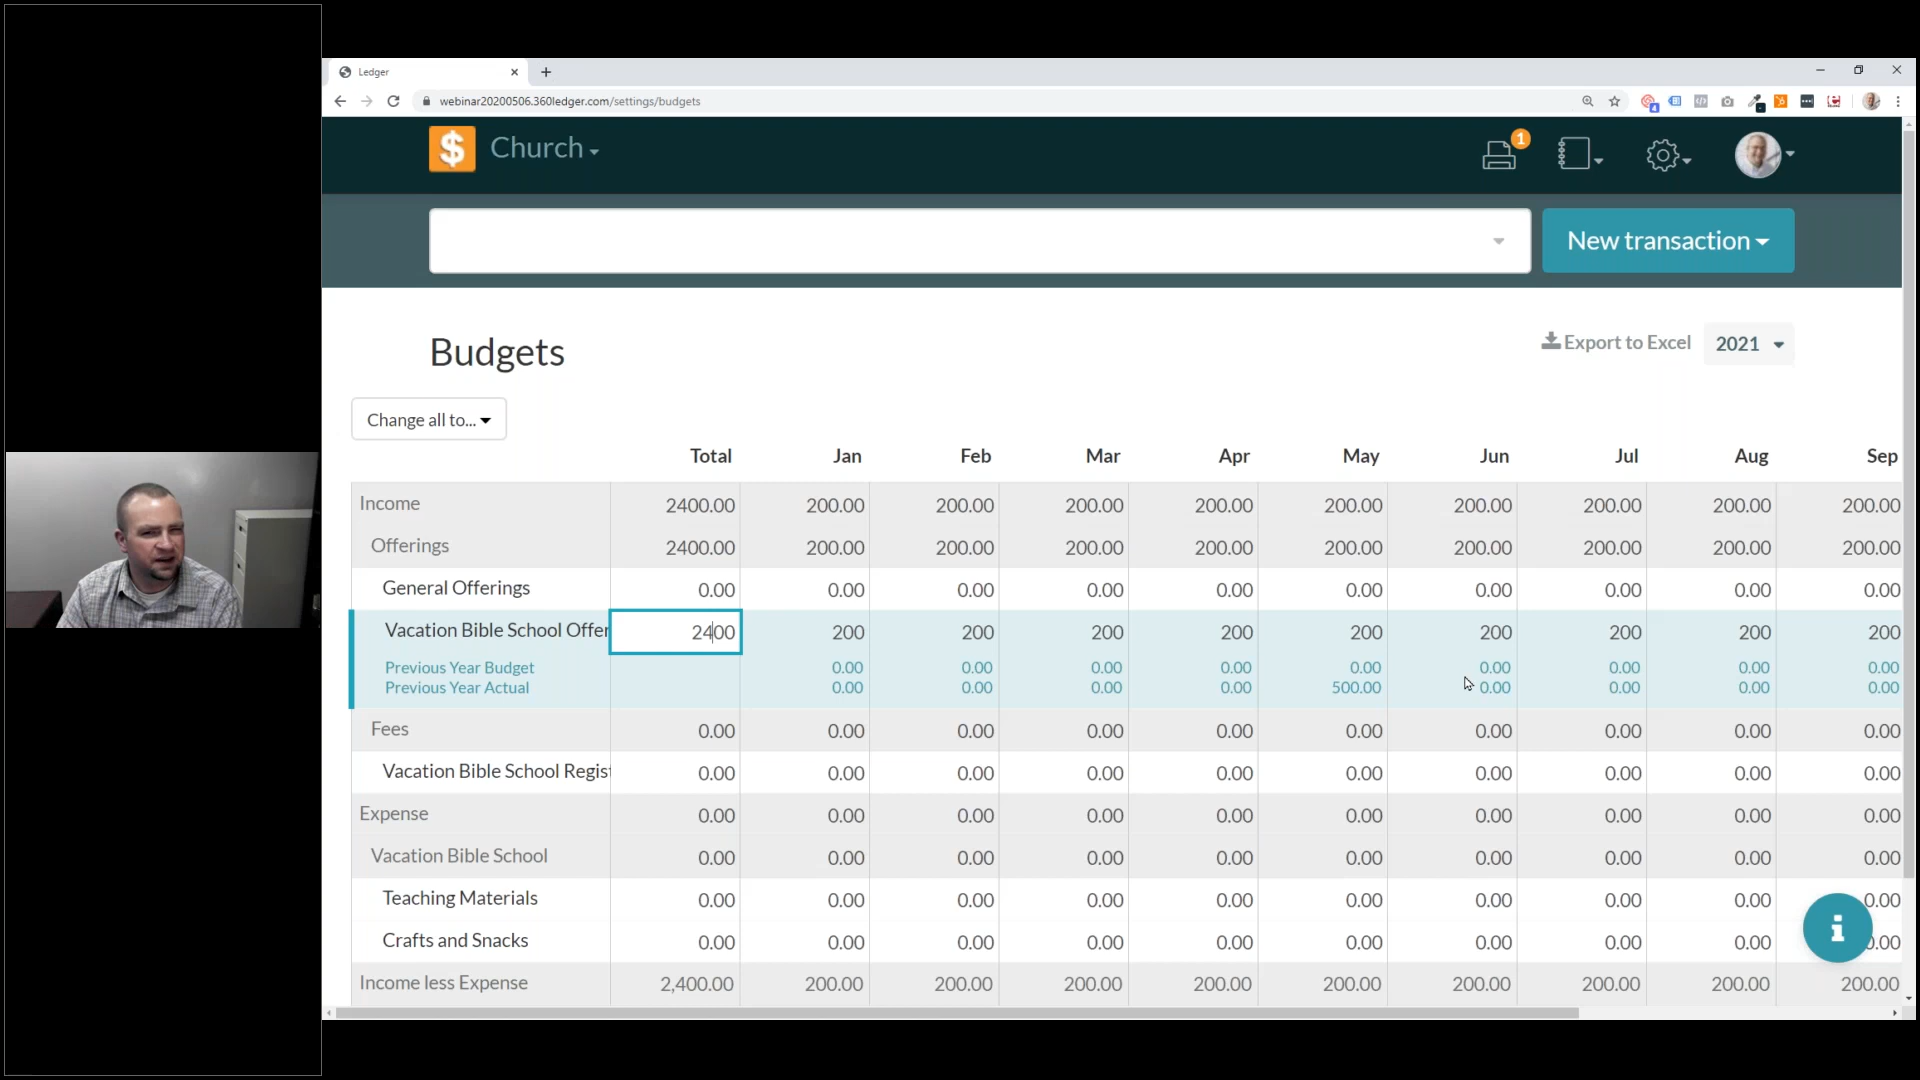 Ledger
webinar20200506.360ledger.com/settings/budgets
$ Church
1
New transaction
Budgets
Export to Excel 2021
Change all to...
Total Jan Feb Mar Apr May Jun Jul Aug Sep
Income 2400.00 200.00 200.00 200.00 200.00 200.00 200.00 200.00 200.00 200.00
Offerings 2400.00 200.00 200.00 200.00 200.00 200.00 200.00 200.00 200.00 200.00
General Offerings 0.00 0.00 0.00 0.00 0.00 0.00 0.00 0.00 0.00 0.00
Vacation Bible School Offer 2400 200 200 200 200 200 200 200 200 200
Previous Year Budget 0.00 0.00 0.00 0.00 0.00 0.00 0.00 0.00 0.00
Previous Year Actual 0.00 0.00 0.00 0.00 500.00 0.00 0.00 0.00 0.00
Fees 0.00 0.00 0.00 0.00 0.00 0.00 0.00 0.00 0.00 0.00
Vacation Bible School Regist 0.00 0.00 0.00 0.00 0.00 0.00 0.00 0.00 0.00 0.00
Expense 0.00 0.00 0.00 0.00 0.00 0.00 0.00 0.00 0.00 0.00
Vacation Bible School 0.00 0.00 0.00 0.00 0.00 0.00 0.00 0.00 0.00 0.00
Teaching Materials 0.00 0.00 0.00 0.00 0.00 0.00 0.00 0.00 0.00 0.00
Crafts and Snacks 0.00 0.00 0.00 0.00 0.00 0.00 0.00 0.00 0.00 0.00
Income less Expense 2,400.00 200.00 200.00 200.00 200.00 200.00 200.00 200.00 200.00 200.00